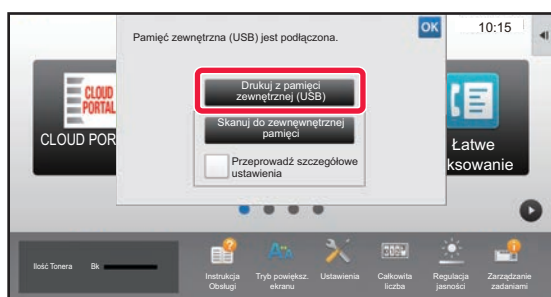 Pamięć zewnętrzna (USB) jest podłączona.
OK
10:15
Drukuj z pamięci
zewnętrznej (USB)
Skanuj do zewnęwnętrznej
pamięci
Przeprowadź szczegółowe
ustawienia
CLOUD
PORTAL
CLOUD POR
Łatwe
ksowanie
Ilość Tonera
Bk
Instrukcja
Obsługi
Tryb powiększ.
ekranu
Ustawienia
Całkowita
liczba
Regulacja
jasności
Zarządzanie
zadaniami